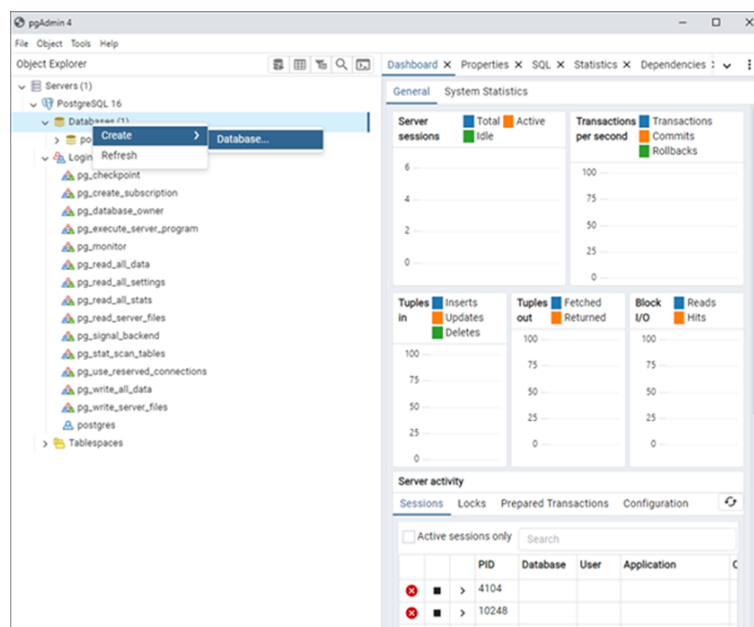 pgAdmin 4
File Object Tools Help
Object Explorer
Servers (1)
PostgreSQL 16
Databases (1)
Create
Database...
Refresh
pg_checkpoint
pg_create_subscription
pg_database_owner
pg_execute_server_program
pg_monitor
pg_read_all_data
pg_read_all_settings
pg_read_all_stats
pg_read_server_files
pg_signal_backend
pg_stat_scan_tables
pg_use_reserved_connections
pg_write_all_data
pg_write_server_files
postgres
Tablespaces
Dashboard Properties SQL Statistics Dependencies
General System Statistics
Server sessions
Total Active
Idle
6
4
2
0
Transactions per second
Transactions
Commits
Rollbacks
100
75
50
25
0
Tuples in
Inserts
Updates
Deletes
100
75
50
25
0
Tuples out
Fetched
Returned
100
75
50
25
0
Block I/O
Reads
Hits
100
75
50
25
0
Server activity
Sessions Locks Prepared Transactions Configuration
Active sessions only Search
PID Database User Application
4104
10248